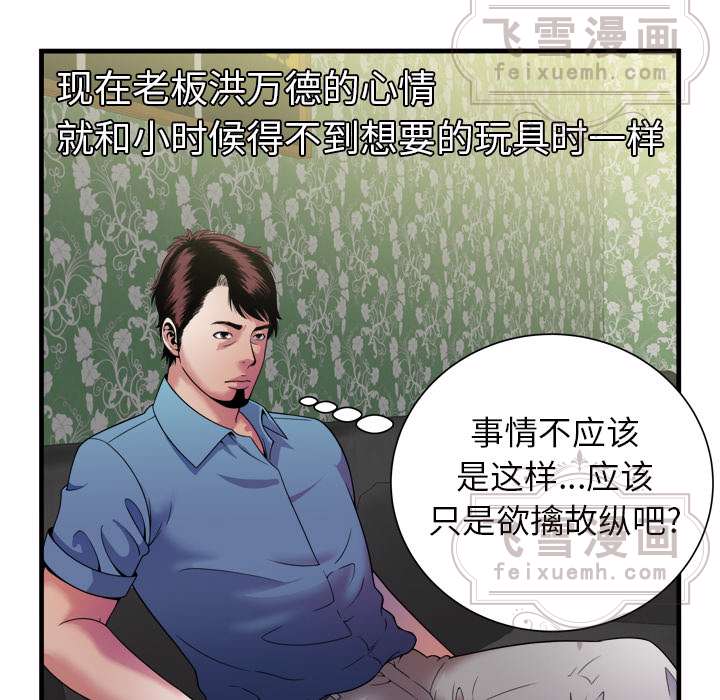 飞雪漫画
feixuemh.com
现在老板洪万德的心情
就和小时候得不到想要的玩具时一样
事情不应该
是这样...应该
只是欲擒故纵吧?
飞雪漫画
feixuemh.com